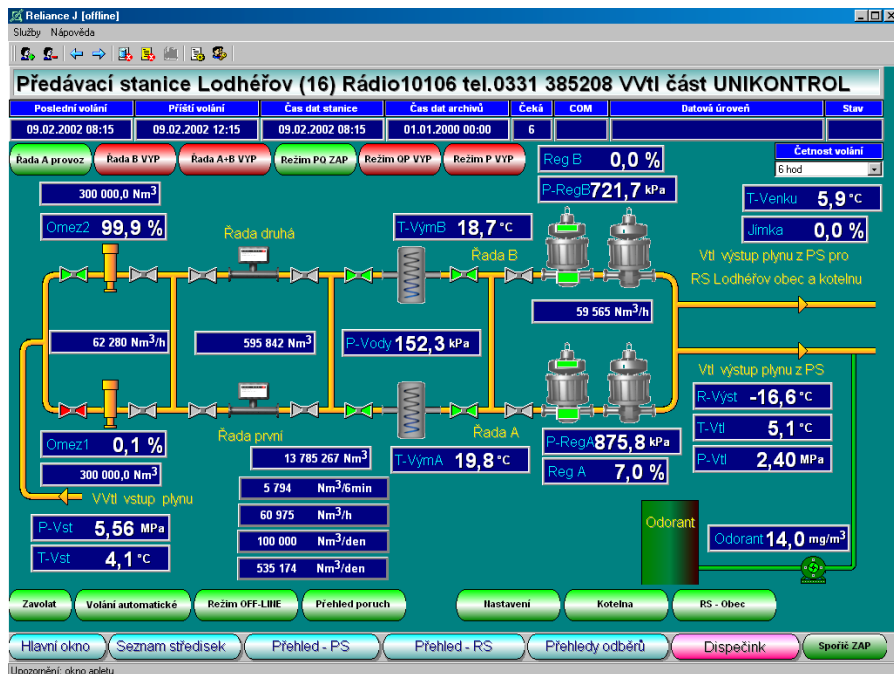 Reliance J [offline]
Služby Nápověda
Předávací stanice Lodhéřov (16) Rádio10106 tel.0331 385208 VVtl část UNIKONTROL
Poslední volání Příští volání Čas dat stanice Čas dat archivů Čeká COM Datová úroveň Stav
09.02.2002 08:15 09.02.2002 12:15 09.02.2002 08:15 01.01.2000 00:00 6
Řada A provoz Řada B VYP Řada A+B VYP Režim PQ ZAP Režim QP VYP Režim P VYP
Četnost volání
6 hod
Reg B 0,0 %
P-RegB 721,7 kPa
300 000,0 Nm3
Omez2 99,9 %
Řada druhá
T-VýmB 18,7 °C
Řada B
T-Venku 5,9 °C
Jímka 0,0 %
Vtl výstup plynu z PS pro
RS Lodhéřov obec a kotelnu
62 280 Nm3/h
595 842 Nm3
P-Vody 152,3 kPa
59 565 Nm3/h
Vtl výstup plynu z PS
R-Výst -16,6 °C
T-Vtl 5,1 °C
P-Vtl 2,40 MPa
Omez1 0,1 %
300 000,0 Nm3
Řada první
Řada A
13 785 267 Nm3
T-VýmA 19,8 °C
P-RegA 875,8 kPa
Reg A 7,0 %
VVtl vstup plynu
P-Vst 5,56 MPa
T-Vst 4,1 °C
5 794 Nm3/6min
60 975 Nm3/h
100 000 Nm3/den
535 174 Nm3/den
Odorant
Odorant 14,0 mg/m3
Zavolat Volání automatické Režim OFF-LINE Přehled poruch Nastavení Kotelna RS - Obec
Hlavní okno Seznam středisek Přehled - PS Přehled - RS Přehledy odběrů Dispečink Spořič ZAP
Upozornění: okno apletu